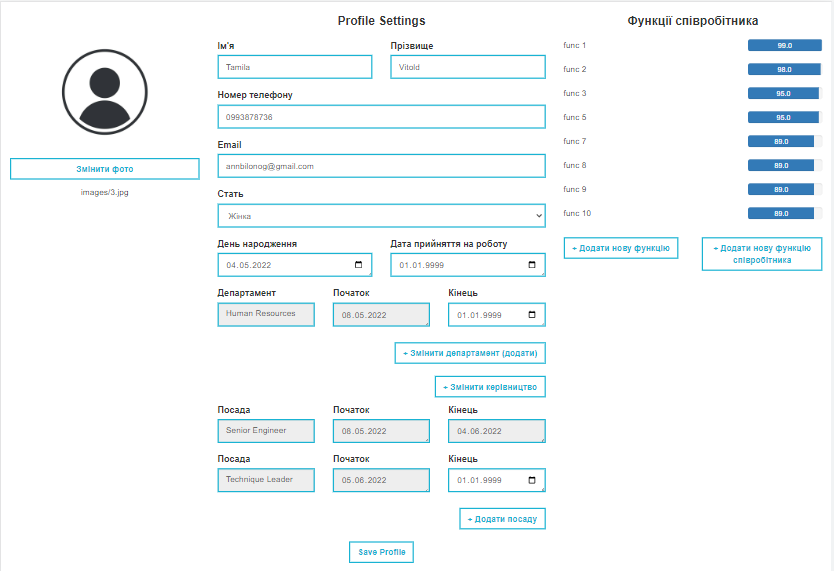 Змінити фото
images/3.jpg
Profile Settings
Ім'я Прізвище
Tamila Vitold
Номер телефону
0993878736
Email
annbilonog@gmail.com
Стать
Жінка
День народження Дата прийняття на роботу
04.05.2022 01.01.9999
Департамент Початок Кінець
Human Resources 08.05.2022 01.01.9999
+ Змінити департамент (додати)
+ Змінити керівництво
Посада Початок Кінець
Senior Engineer 08.05.2022 04.06.2022
Посада Початок Кінець
Technique Leader 05.06.2022 01.01.9999
+ Додати посаду
Save Profile
Функції співробітника
func 1 99.0
func 2 98.0
func 3 95.0
func 5 95.0
func 7 89.0
func 8 89.0
func 9 89.0
func 10 89.0
+ Додати нову функцію
+ Додати нову функцію
співробітника